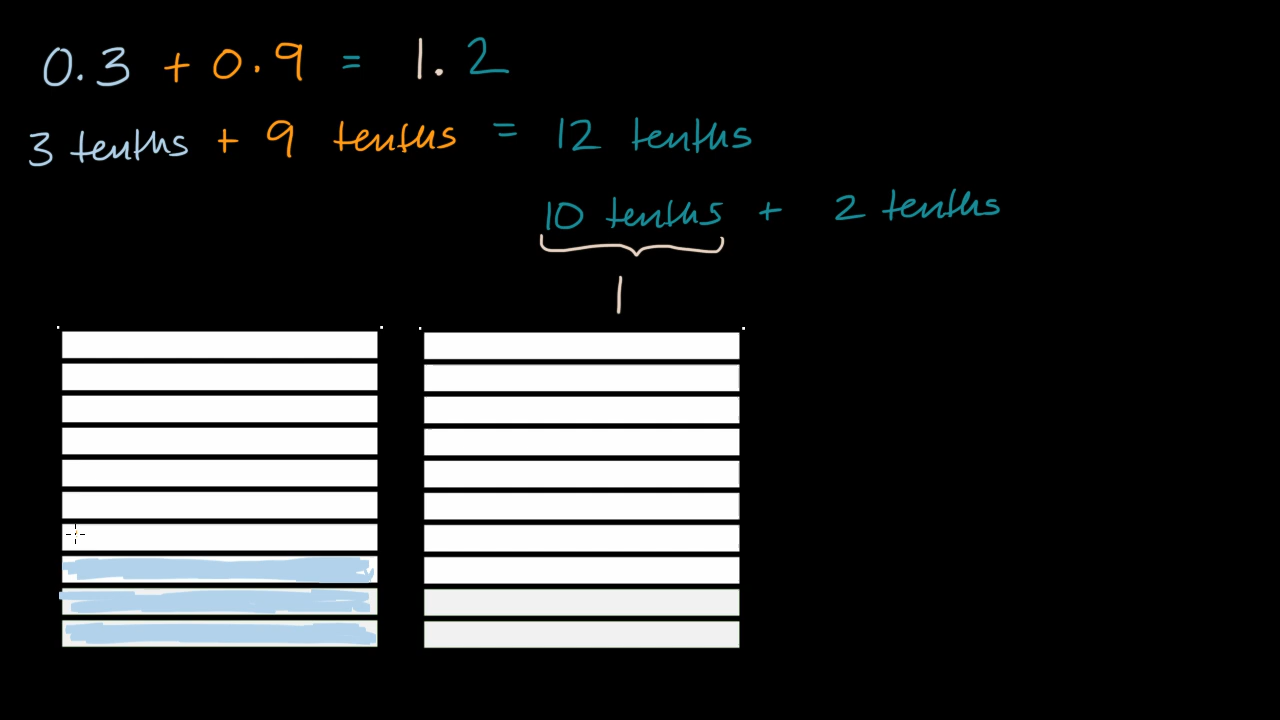 0.3 + 0.9 = 1.2
3 tenths + 9 tenths = 12 tenths
10 tenths + 2 tenths
1